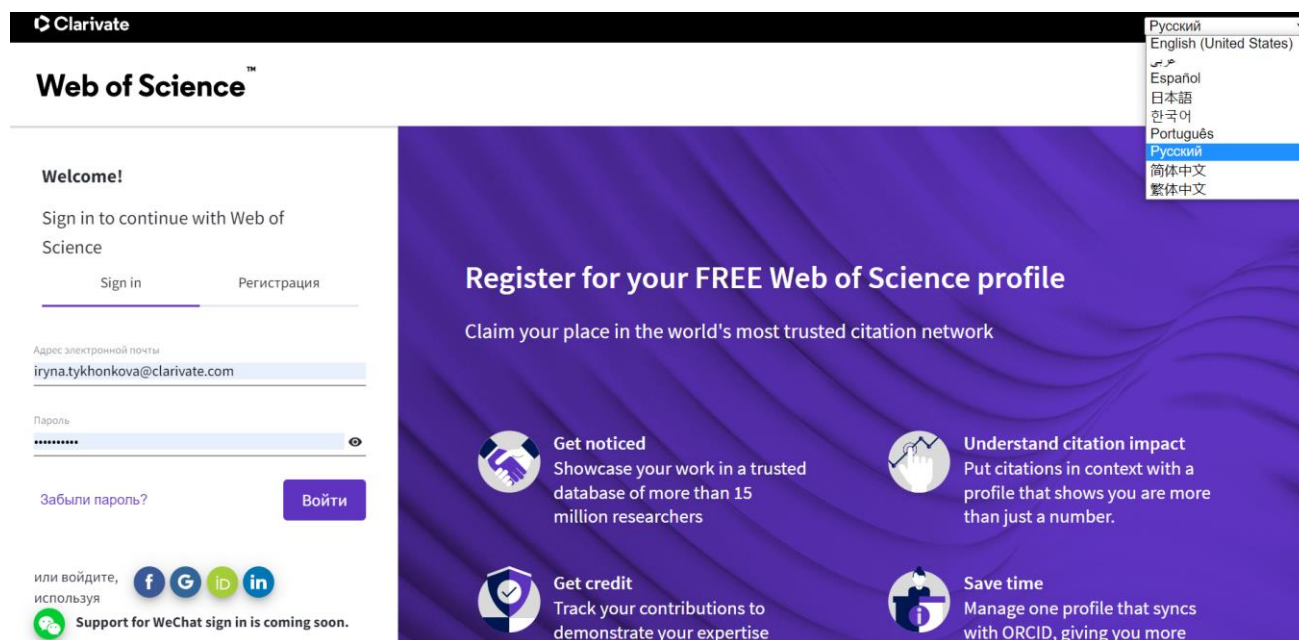 Clarivate
Русский
English (United States)
عربي
Español
日本語
한국어
Português
Русский
简体中文
繁体中文
Web of Science™
Welcome!
Sign in to continue with Web of
Science
Sign in
Регистрация
Адрес электронной почты
iryna.tykhonkova@clarivate.com
Пароль
••••••••••
Забыли пароль?
Войти
или войдите,
используя
f G iD in
Support for WeChat sign in is coming soon.
Register for your FREE Web of Science profile
Claim your place in the world's most trusted citation network
Get noticed
Showcase your work in a trusted
database of more than 15
million researchers
Understand citation impact
Put citations in context with a
profile that shows you are more
than just a number.
Get credit
Track your contributions to
demonstrate your expertise
Save time
Manage one profile that syncs
with ORCID, giving you more